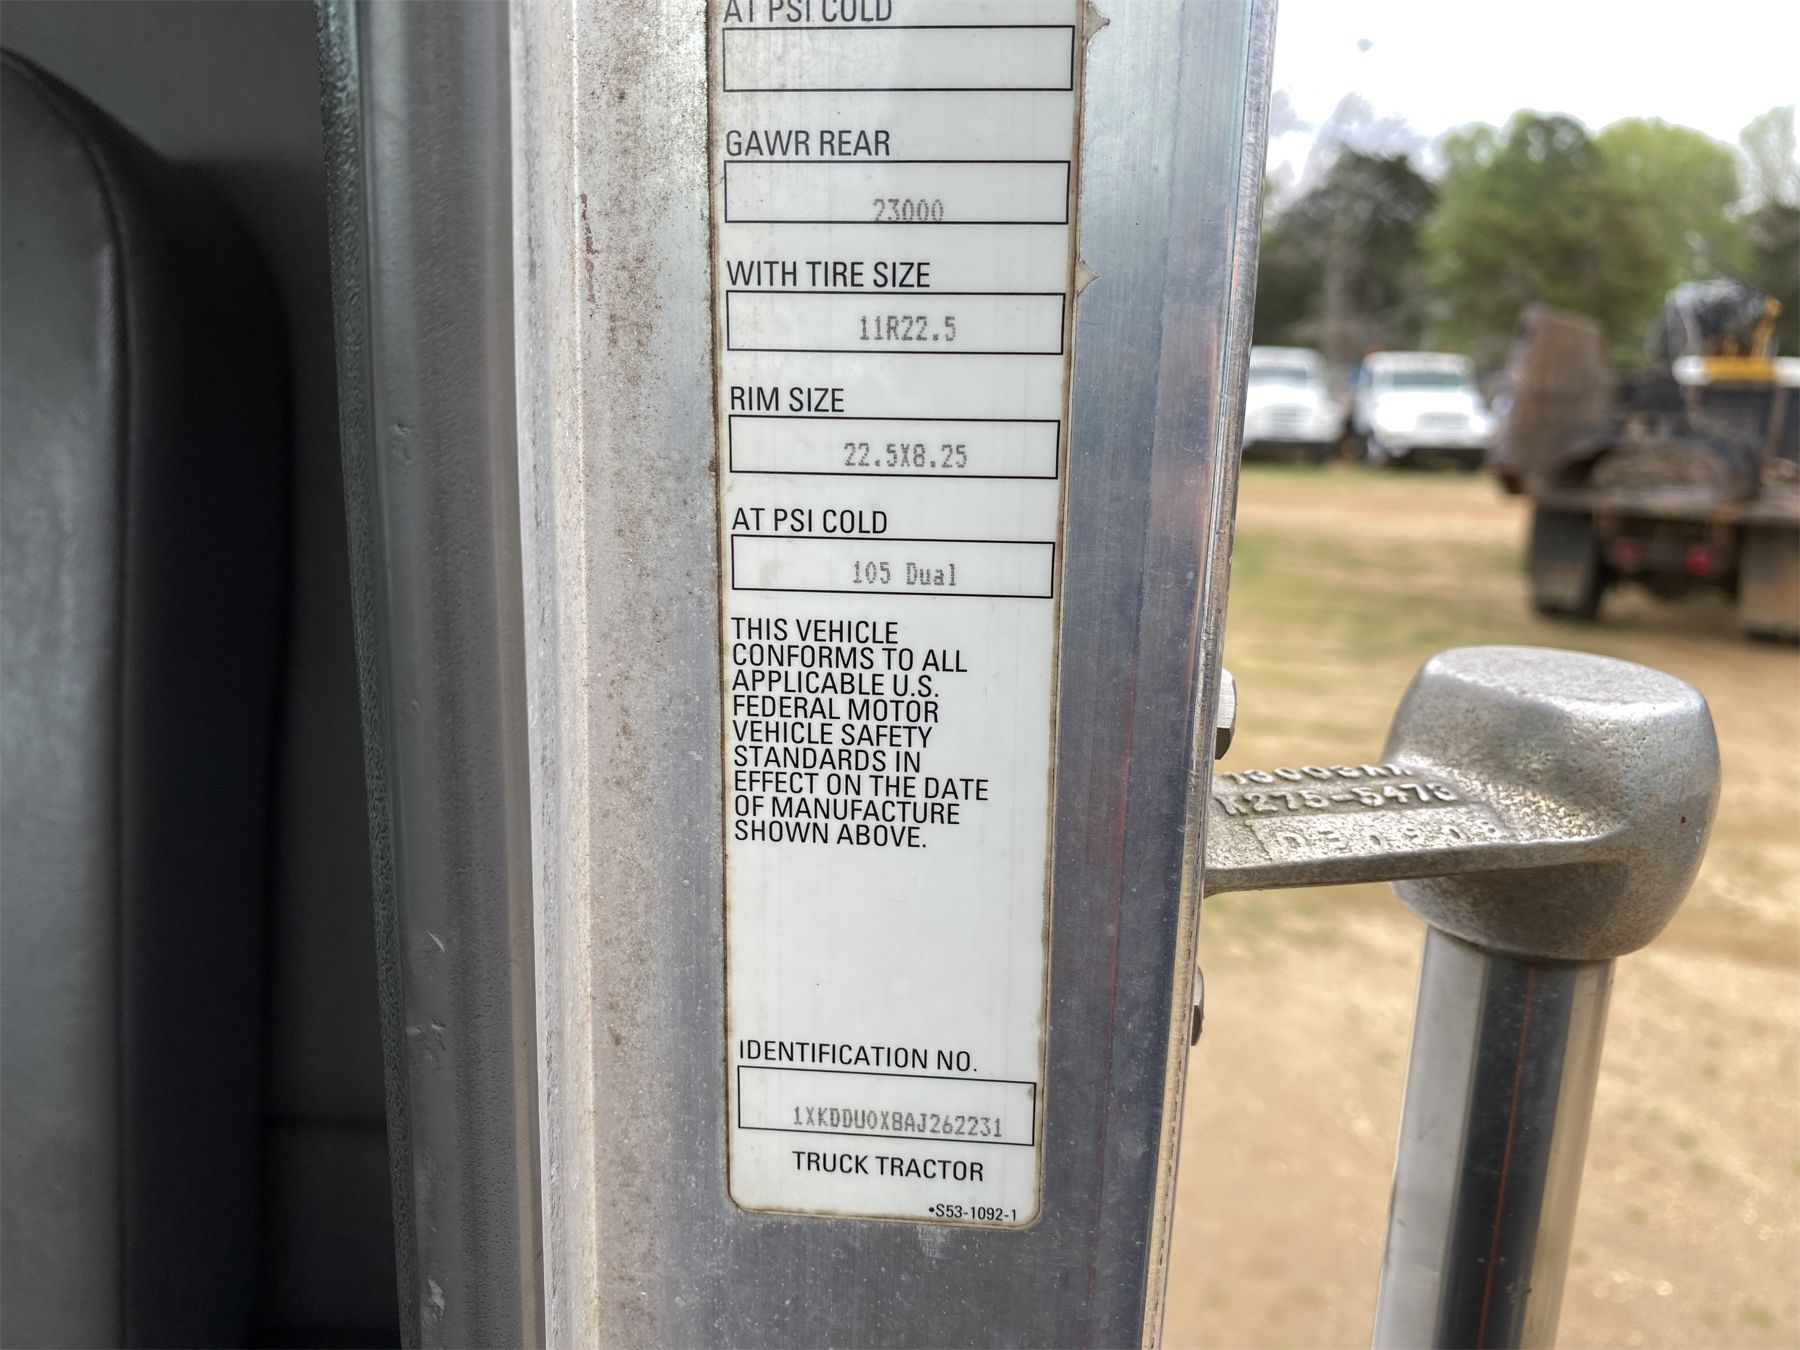 AT PSI COLD
GAWR REAR
23000
WITH TIRE SIZE
11R22.5
RIM SIZE
22.5X8.25
AT PSI COLD
105 Dual
THIS VEHICLE
CONFORMS TO ALL
APPLICABLE U.S.
FEDERAL MOTOR
VEHICLE SAFETY
STANDARDS IN
EFFECT ON THE DATE
OF MANUFACTURE
SHOWN ABOVE.
IDENTIFICATION NO.
1XKDDU0X8AJ262231
TRUCK TRACTOR
•S53-1092-1